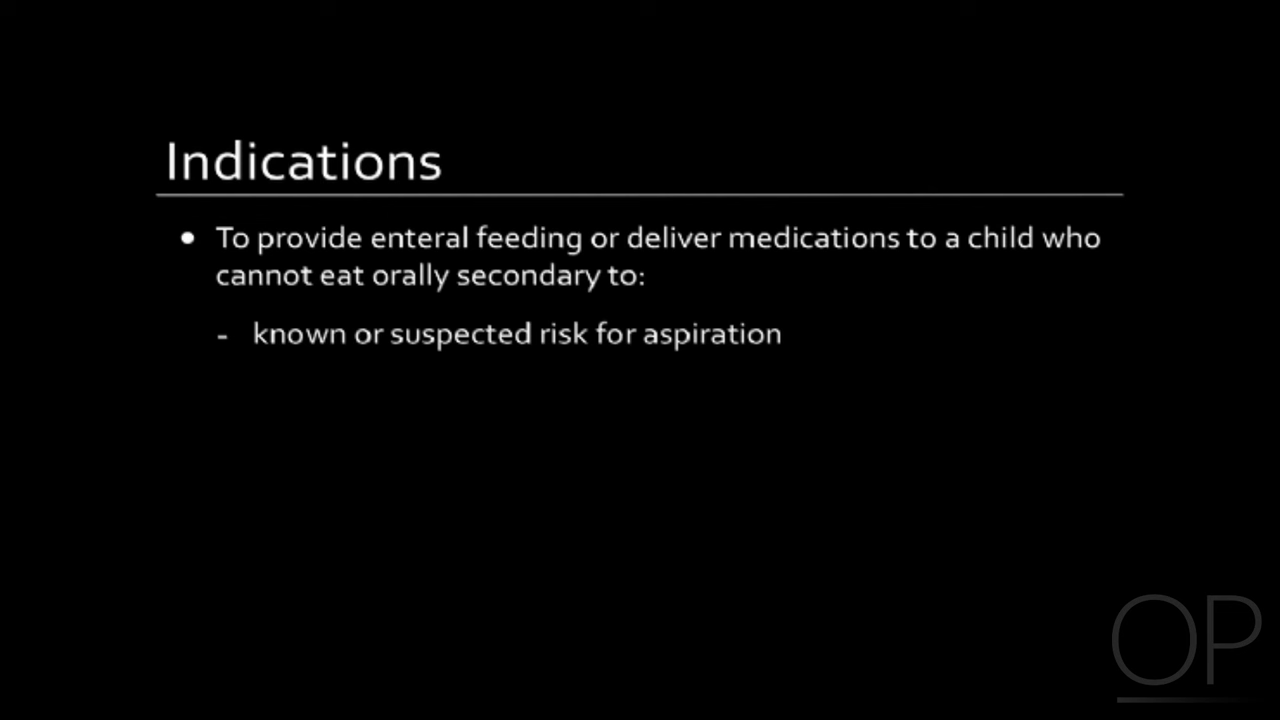 Indications
• To provide enteral feeding or deliver medications to a child who
cannot eat orally secondary to:
- known or suspected risk for aspiration
OP